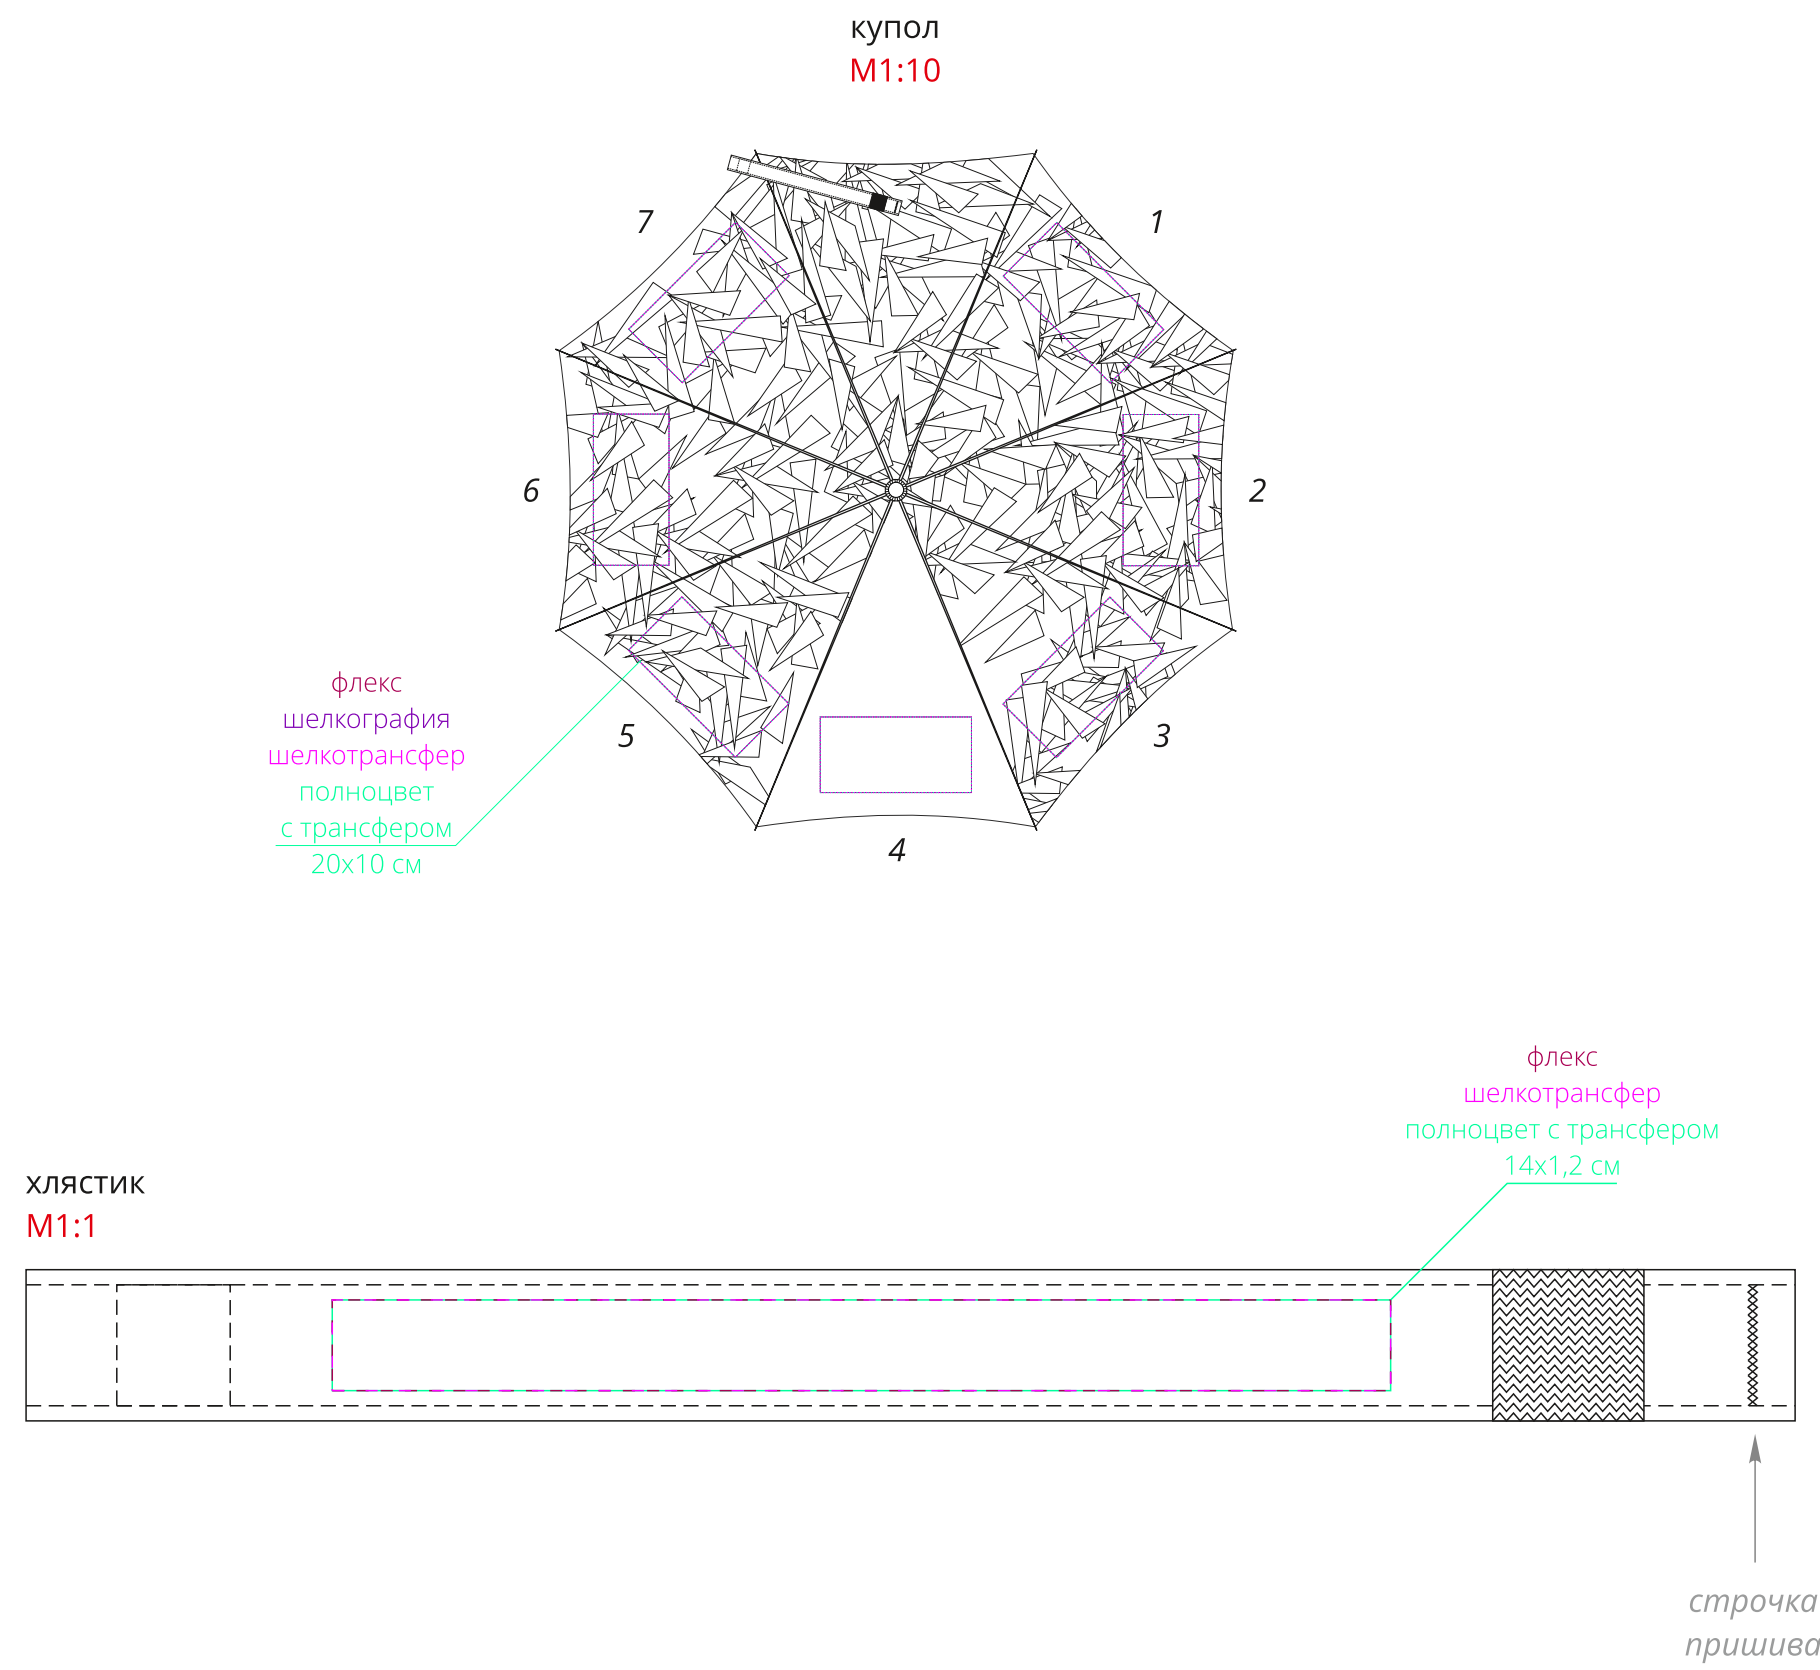 купол
М1:10
7
1
6
2
5
3
4
флекс
шелкография
шелкотрансфер
полноцвет
с трансфером
20х10 см
флекс
шелкотрансфер
полноцвет с трансфером
14х1,2 см
хлястик
М1:1
строчка
пришива